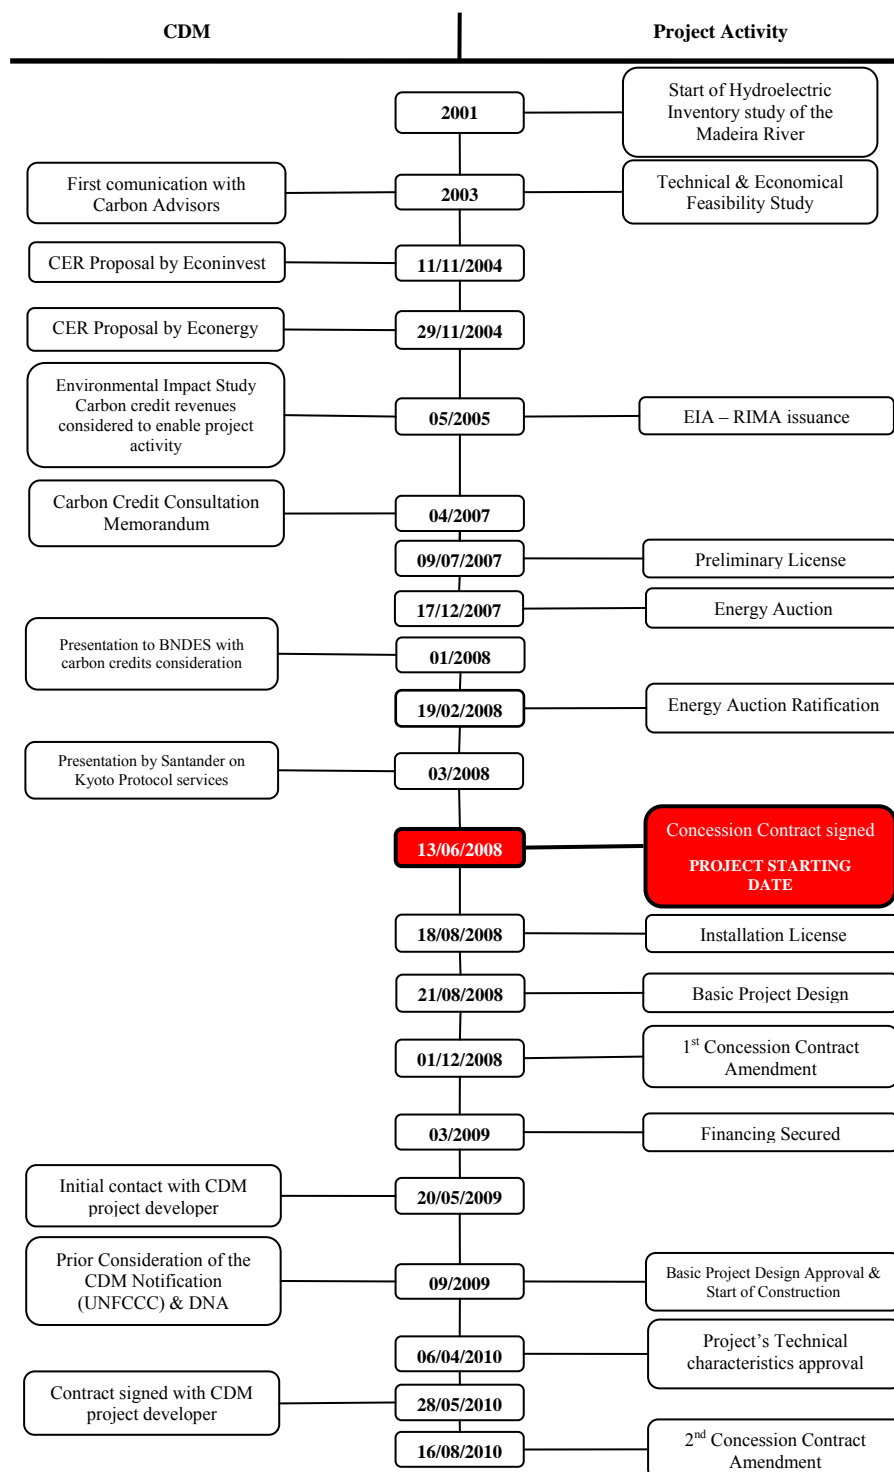 CDM
Project Activity
2001
Start of Hydroelectric
Inventory study of the
Madeira River
First comunication with
Carbon Advisors
2003
Technical & Economical
Feasibility Study
CER Proposal by Econinvest
11/11/2004
CER Proposal by Econergy
29/11/2004
Environmental Impact Study
Carbon credit revenues
considered to enable project
activity
05/2005
EIA – RIMA issuance
Carbon Credit Consultation
Memorandum
04/2007
09/07/2007
Preliminary License
17/12/2007
Energy Auction
Presentation to BNDES with
carbon credits consideration
01/2008
19/02/2008
Energy Auction Ratification
Presentation by Santander on
Kyoto Protocol services
03/2008
13/06/2008
Concession Contract signed
PROJECT STARTING
DATE
18/08/2008
Installation License
21/08/2008
Basic Project Design
01/12/2008
1st Concession Contract
Amendment
03/2009
Financing Secured
Initial contact with CDM
project developer
20/05/2009
Prior Consideration of the
CDM Notification
(UNFCCC) & DNA
09/2009
Basic Project Design Approval &
Start of Construction
06/04/2010
Project’s Technical
characteristics approval
Contract signed with CDM
project developer
28/05/2010
16/08/2010
2nd Concession Contract
Amendment